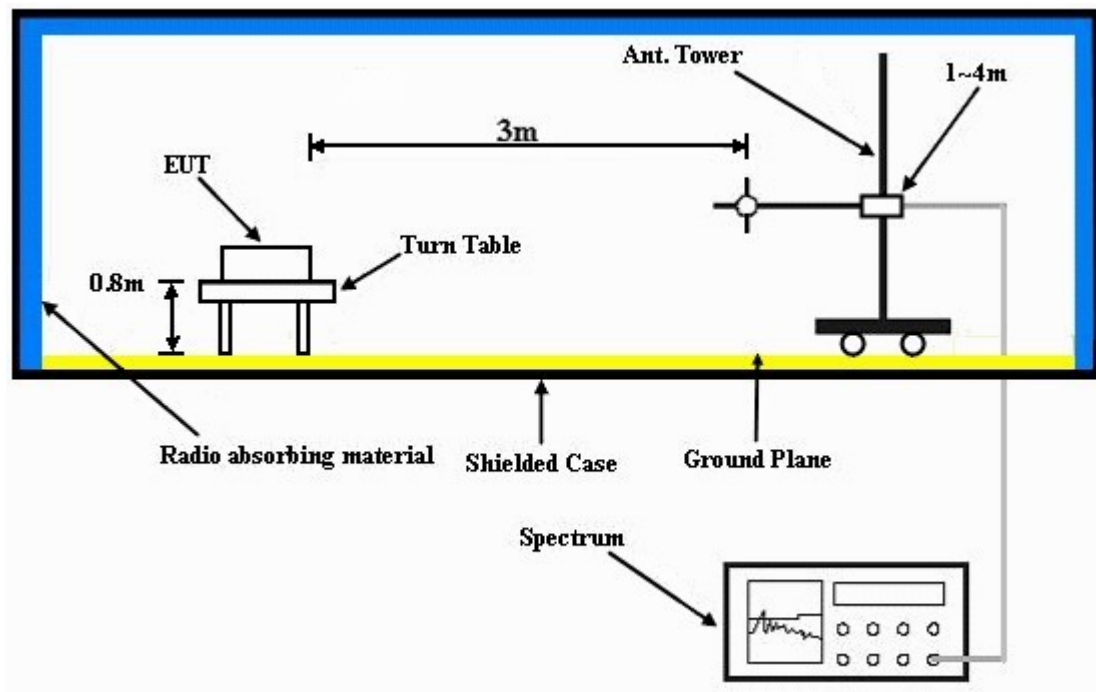 Ant. Tower
1~4m
3m
EUT
Turn Table
0.8m
Radio absorbing material
Shielded Case
Ground Plane
Spectrum